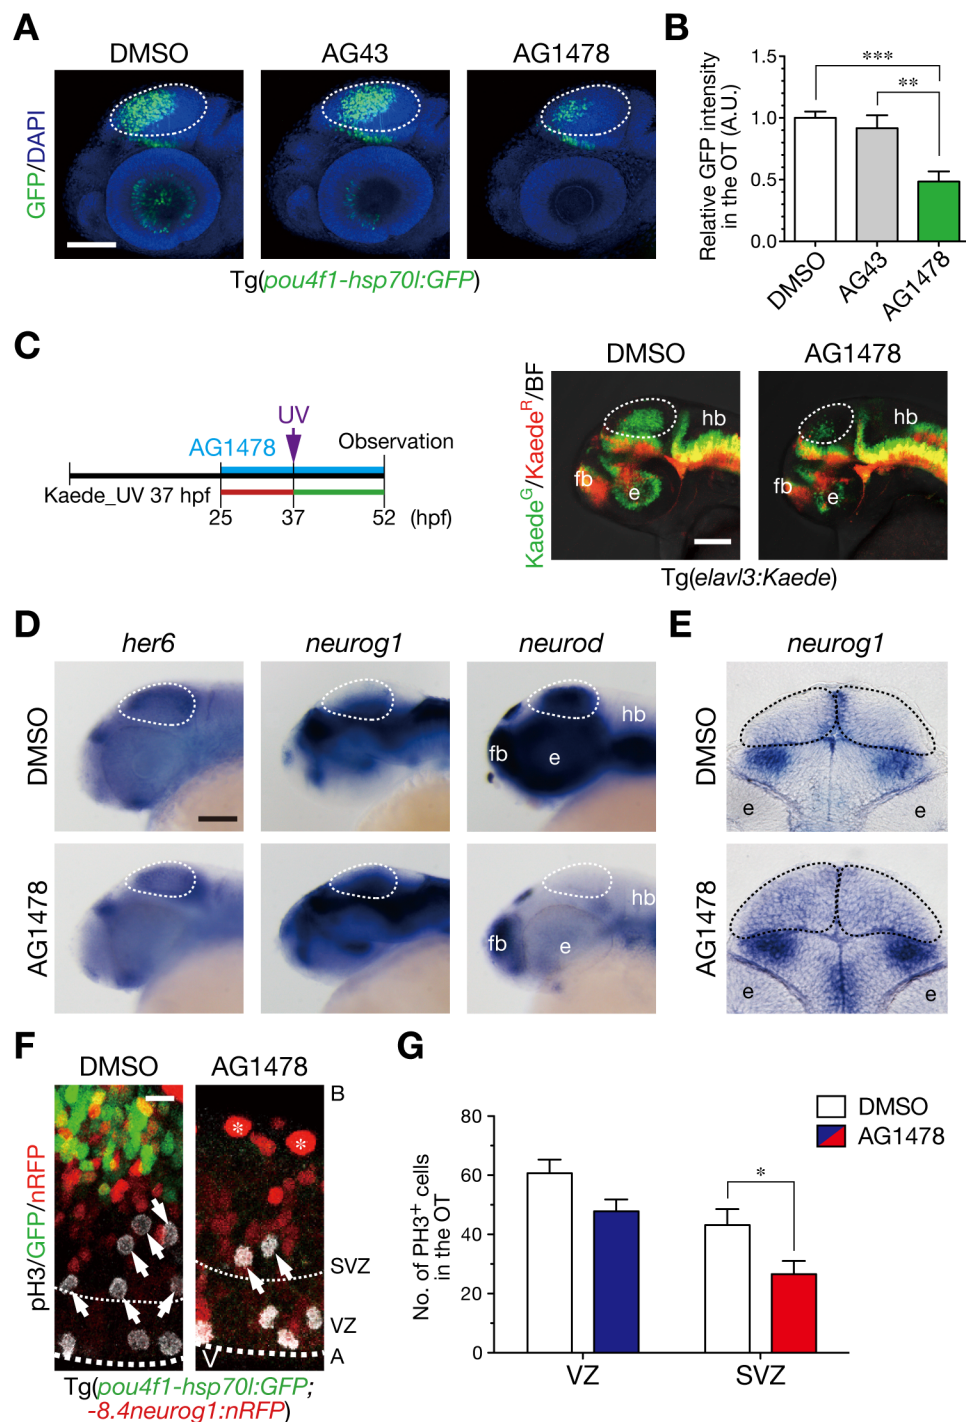 A
DMSO
AG43
AG1478
GFP/DAPI
Tg(pou4f1-hsp70l:GFP)
B
Relative GFP intensity
in the OT (A.U.)
1.5
1.0
0.5
0.0
***
**
DMSO
AG43
AG1478
C
UV
AG1478
Observation
Kaede_UV 37 hpf
25
37
52
(hpf)
DMSO
AG1478
KaedeG/KaedeR/BF
hb
fb
e
hb
fb
e
Tg(elavl3:Kaede)
D
her6
neurog1
neurod
DMSO
hb
fb
e
AG1478
hb
fb
e
E
neurog1
DMSO
e
e
AG1478
e
e
F
DMSO
AG1478
pH3/GFP/nRFP
*
*
B
SVZ
VZ
A
V
Tg(pou4f1-hsp70l:GFP;
-8.4neurog1:nRFP)
G
No. of PH3+ cells
in the OT
80
60
40
20
0
DMSO
AG1478
*
VZ
SVZ